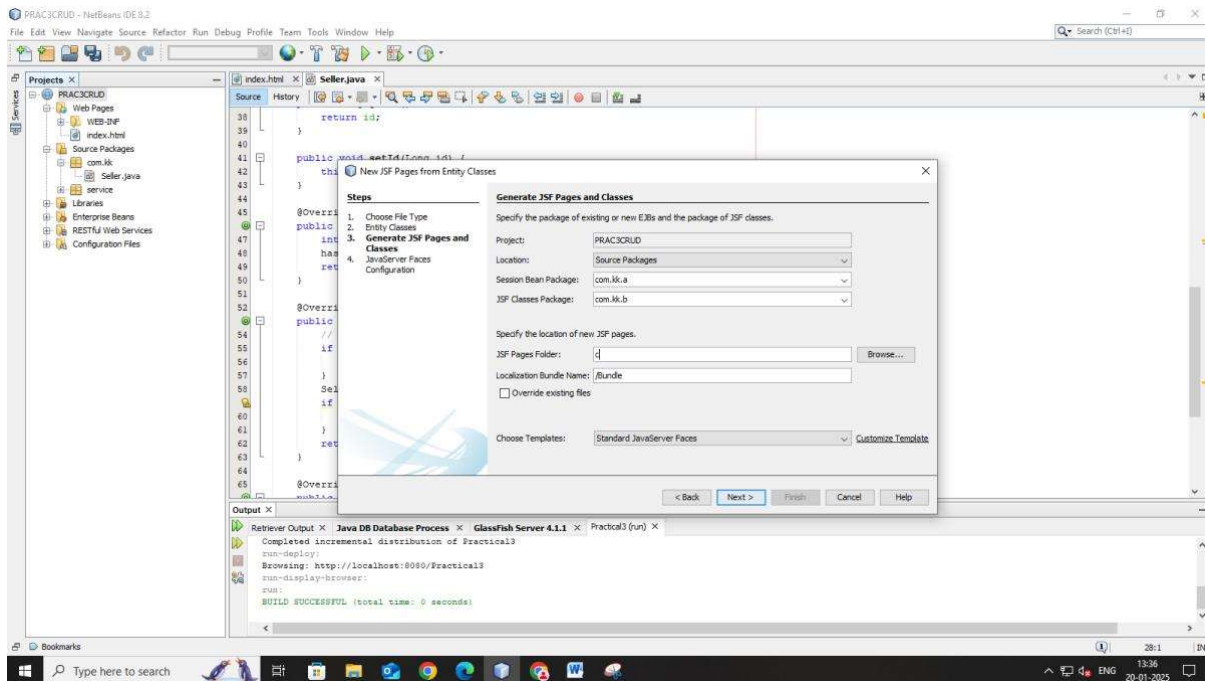 PRAC3CRUD - NetBeans IDE 8.2
File Edit View Navigate Source Refactor Run Debug Profile Team Tools Window Help
Search (Ctrl+I)
Projects
index.html
Seller.java
Services
PRAC3CRUD
Web Pages
WEB-INF
index.html
Source Packages
com.kk
Seller.java
service
Libraries
Enterprise Beans
RESTful Web Services
Configuration Files
Source History
38 return id;
39 }
40
41 public void setId(Long id) {
42 thi
43 }
44
45 @Overri
public
47 int
48 has
49 ret
50 }
51
52 @Overri
public
54 //
55 if
56
57 }
58 Sel
if
60
61 }
62 ret
63 }
64
65 @Overri
public
New JSF Pages from Entity Classes
Steps
1. Choose File Type
2. Entity Classes
3. Generate JSF Pages and Classes
4. JavaServer Faces Configuration
Generate JSF Pages and Classes
Specify the package of existing or new EJBs and the package of JSF classes.
Project: PRAC3CRUD
Location: Source Packages
Session Bean Package: com.kk.a
JSF Classes Package: com.kk.b
Specify the location of new JSF pages.
JSF Pages Folder: c
Browse...
Localization Bundle Name: /Bundle
Override existing files
Choose Templates: Standard JavaServer Faces
Customize Template
< Back
Next >
Finish
Cancel
Help
Output
Retriever Output
Java DB Database Process
GlassFish Server 4.1.1
Practical3 (run)
Completed incremental distribution of Practical3
run-deploy:
Browsing: http://localhost:8080/Practical3
run-display-browser:
run:
BUILD SUCCESSFUL (total time: 0 seconds)
Bookmarks
28:1
IN
Type here to search
ENG
13:36
20-01-2025